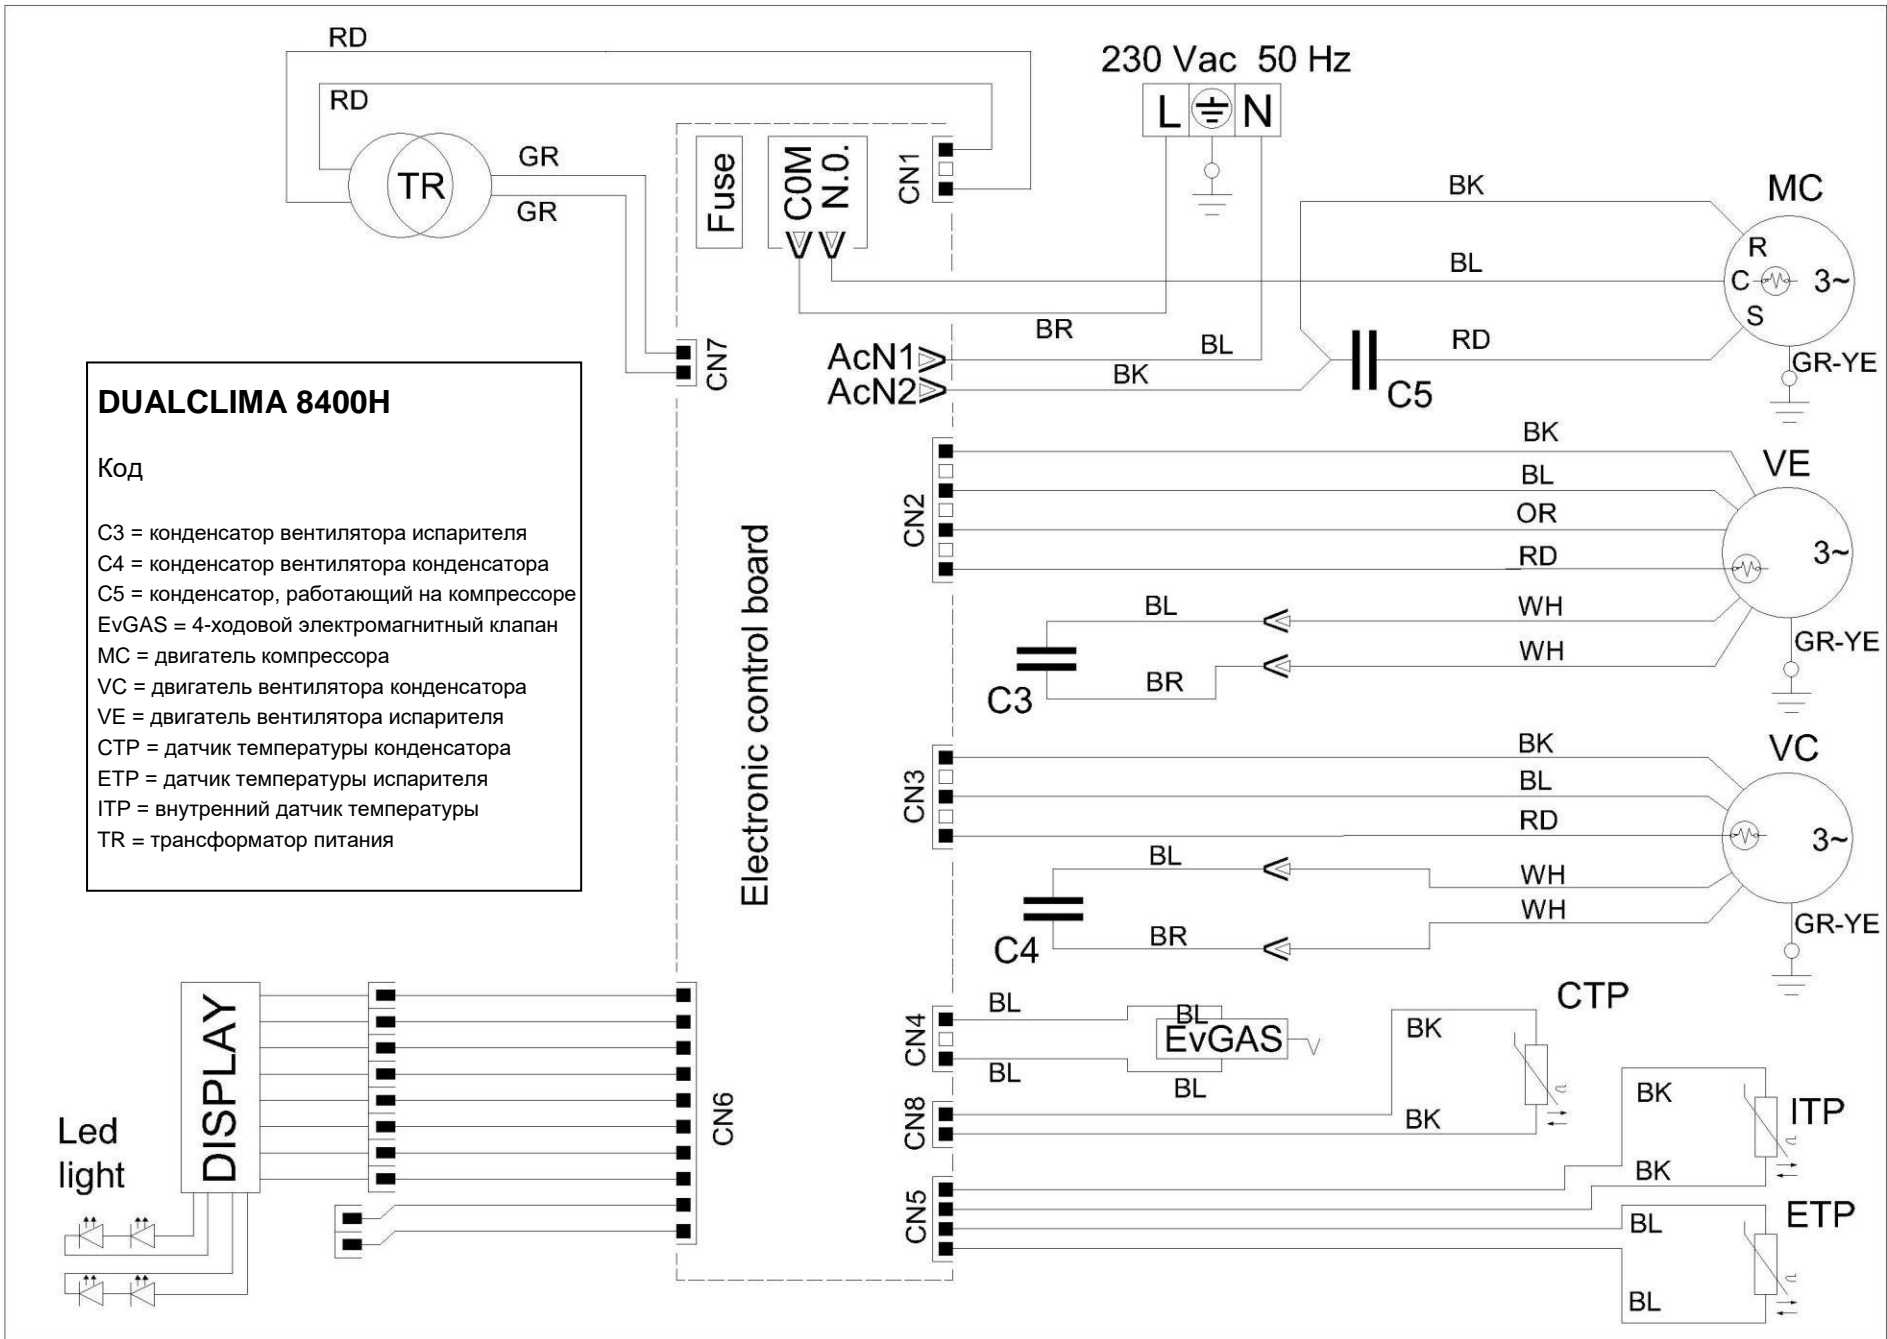 RD
230 Vac 50 Hz
RD
L N
GR
TR
GR
Fuse
COM
N.O.
CN1
BK
MC
R
BL
C 3~
S
BR
RD
GR-YE
CN7
AcN1
BL
AcN2
BK
C5
DUALCLIMA 8400H
Код
C3 = конденсатор вентилятора испарителя
C4 = конденсатор вентилятора конденсатора
C5 = конденсатор, работающий на компрессоре
EvGAS = 4-ходовой электромагнитный клапан
MC = двигатель компрессора
VC = двигатель вентилятора конденсатора
VE = двигатель вентилятора испарителя
CTP = датчик температуры конденсатора
ETP = датчик температуры испарителя
ITP = внутренний датчик температуры
TR = трансформатор питания
Electronic control board
CN2
BK
VE
BL
OR
3~
RD
BL
WH
GR-YE
WH
BR
C3
CN3
BK
VC
BL
RD
3~
BL
WH
WH
GR-YE
BR
C4
DISPLAY
Led
light
CN6
CN4
BL
BL
EvGAS
BL
BL
CTP
BK
CN8
BK
BK
ITP
BK
CN5
BL
ETP
BL